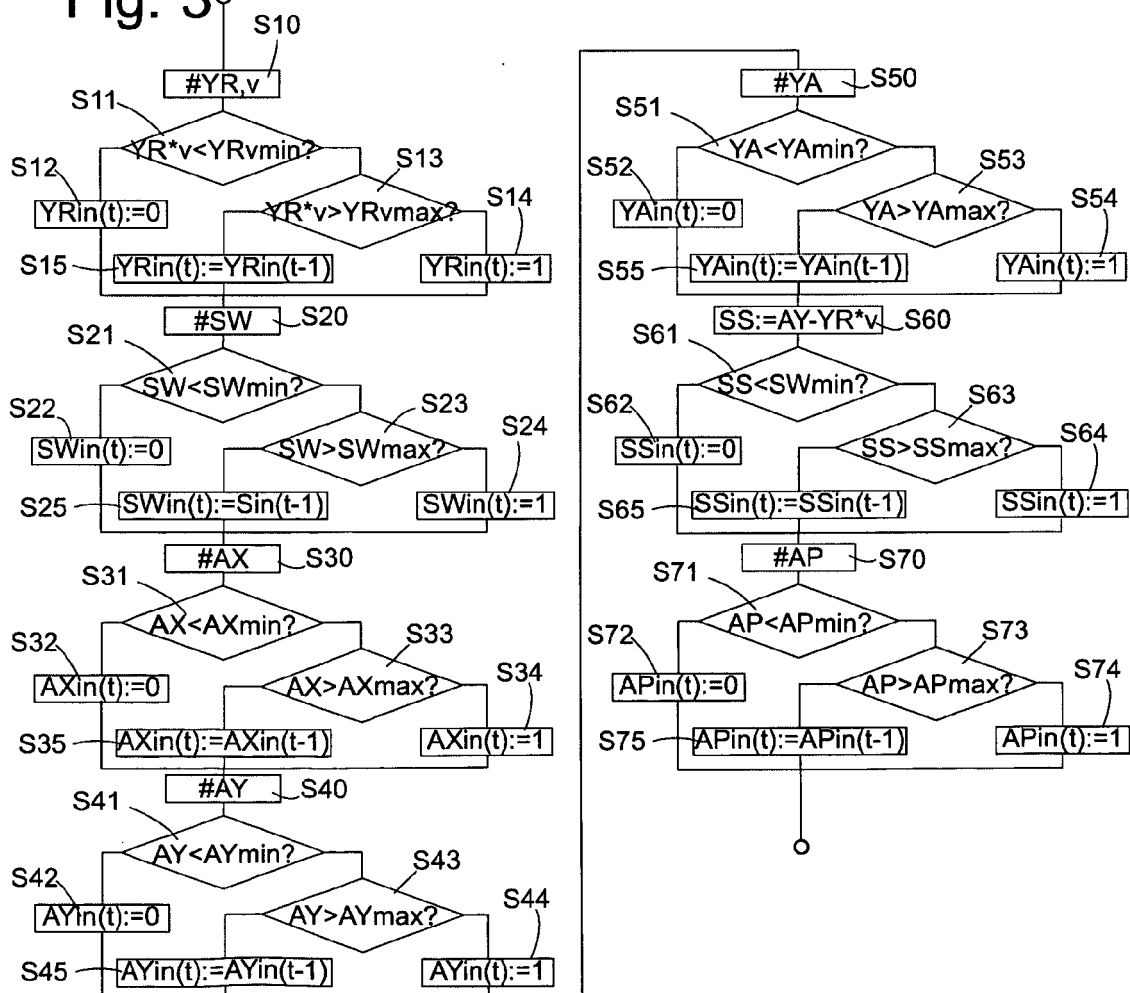 Fig. 3
S10
#YR,v
S11
YR*v<YRvmin?
S12
S13
YRin(t):=0
YR*v>YRvmax?
S14
S15
YRin(t):=YRin(t-1)
YRin(t):=1
#SW
S20
S21
SW<SWmin?
S22
S23
SWin(t):=0
SW>SWmax?
S24
S25
SWin(t):=Sin(t-1)
SWin(t):=1
#AX
S30
S31
AX<AXmin?
S32
S33
AXin(t):=0
AX>AXmax?
S34
S35
AXin(t):=AXin(t-1)
AXin(t):=1
#AY
S40
S41
AY<AYmin?
S42
S43
AYin(t):=0
AY>AYmax?
S44
S45
AYin(t):=AYin(t-1)
AYin(t):=1
#YA
S50
S51
YA<YAmin?
S52
S53
YAin(t):=0
YA>YAmax?
S54
S55
YAin(t):=YAin(t-1)
YAin(t):=1
SS:=AY-YR*v
S60
S61
SS<SWmin?
S62
S63
SSin(t):=0
SS>SSmax?
S64
S65
SSin(t):=SSin(t-1)
SSin(t):=1
#AP
S70
S71
AP<APmin?
S72
S73
APin(t):=0
AP>APmax?
S74
S75
APin(t):=APin(t-1)
APin(t):=1